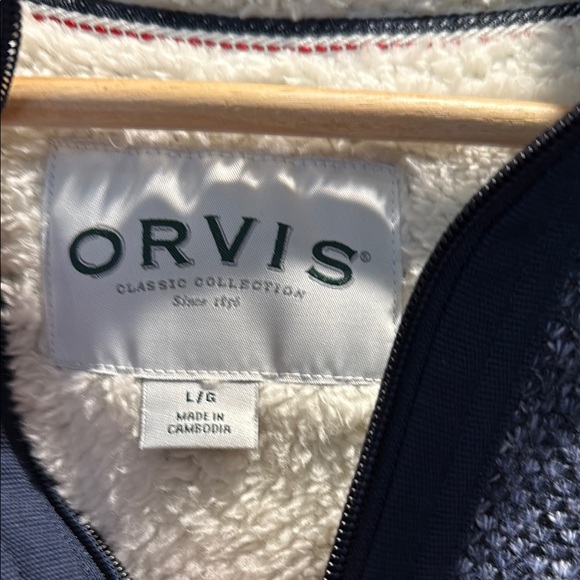 ORVIS®
CLASSIC COLLECTION
Since 1856
L/G
MADE IN
CAMBODIA